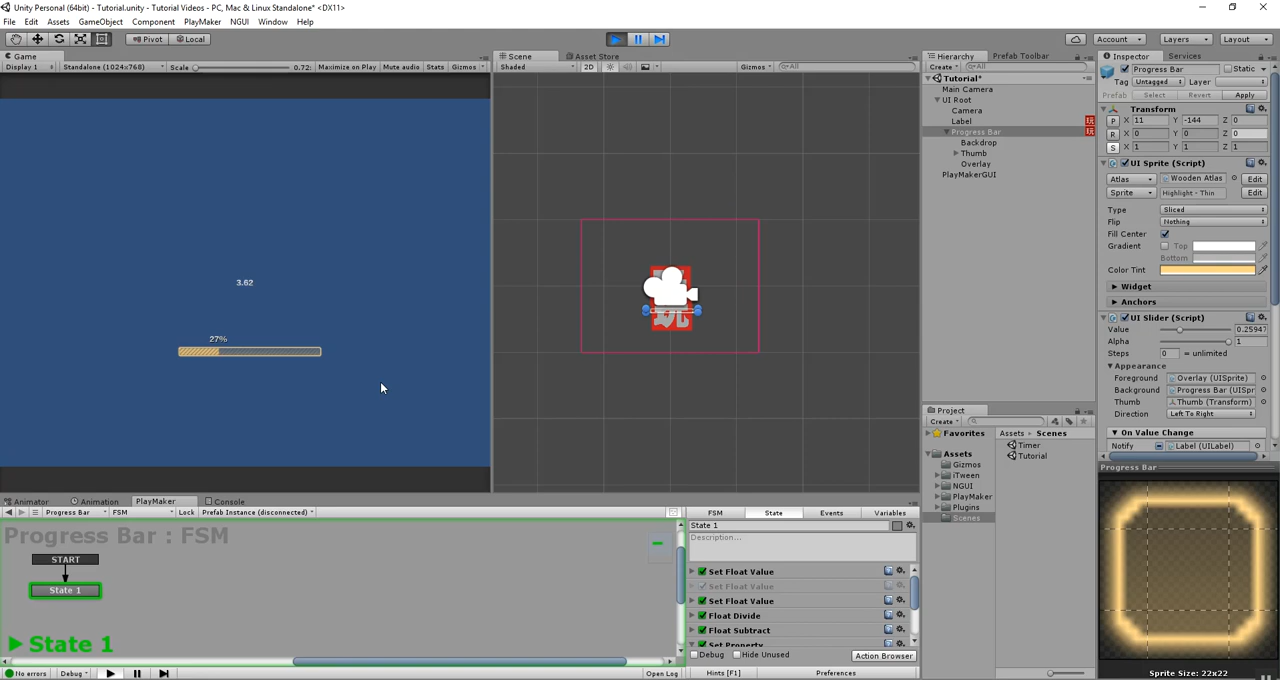 Unity Personal (64bit) - Tutorial.unity - Tutorial Videos - PC, Mac & Linux Standalone* <DX11>
File Edit Assets GameObject Component PlayMaker NGUI Window Help
Pivot Local Account Layers Layout
Game Scene Asset Store Hierarchy Prefab Toolbar Inspector Services
Display 1 Standalone (1024x768) Scale 0.72: Maximize on Play Mute audio Stats Gizmos Shaded 2D Gizmos All Create All
Tutorial*
Main Camera
UI Root
Camera
Label
Progress Bar
Backdrop
Thumb
Overlay
PlayMakerGUI
Progress Bar Static
Tag Untagged Layer
Prefab Select Revert Apply
Transform
P X 11 Y -144 Z 0
R X 0 Y 0 Z 0
S X 1 Y 1 Z 1
UI Sprite (Script)
Atlas Wooden Atlas Edit
Sprite Highlight - Thin Edit
Type Sliced
Flip Nothing
Fill Center
Gradient Top
Bottom
Color Tint
Widget
Anchors
UI Slider (Script)
Value 0.25947
Alpha 1
Steps 0 = unlimited
Appearance
Foreground Overlay (UISprite)
Background Progress Bar (UISpr
Thumb Thumb (Transform)
Direction Left To Right
On Value Change
Notify Label (UILabel)
Progress Bar
Sprite Size: 22x22
3.62
27%
Project
Create
Favorites
Assets
Gizmos
iTween
NGUI
PlayMaker
Plugins
Scenes
Assets Scenes
Timer
Tutorial
Animator Animation PlayMaker Console
Progress Bar FSM Lock Prefab Instance (disconnected)
Progress Bar : FSM
START
State 1
State 1
FSM State Events Variables
State 1
Description...
Set Float Value
Set Float Value
Set Float Value
Float Divide
Float Subtract
Set Property
Debug Hide Unused Action Browser
No errors Debug Open Log Hints [F1] Preferences